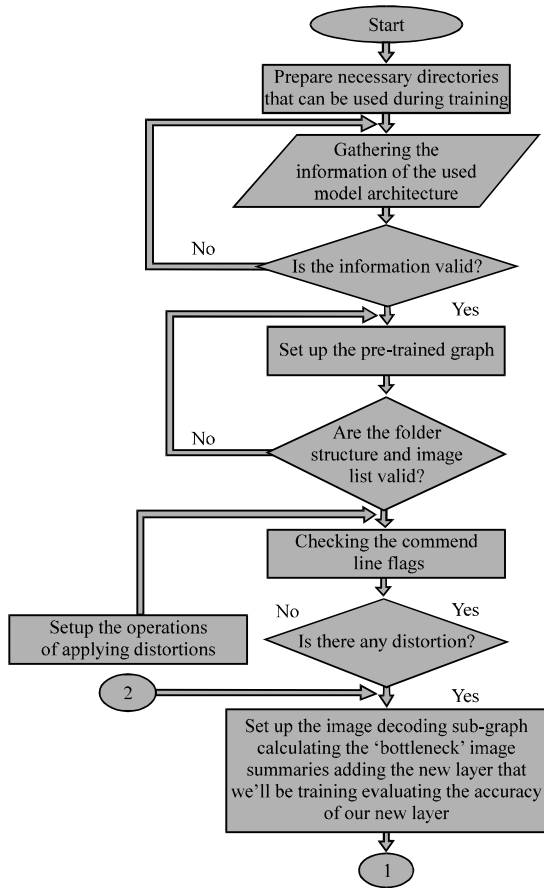 Start
Prepare necessary directories
that can be used during training
Gathering the
information of the used
model architecture
No
Is the information valid?
Yes
Set up the pre-trained graph
No
Are the folder
structure and image
list valid?
Checking the commend
line flags
No
Yes
Setup the operations
of applying distortions
Is there any distortion?
2
Yes
Set up the image decoding sub-graph
calculating the ‘bottleneck’ image
summaries adding the new layer that
we’ll be training evaluating the accuracy
of our new layer
1